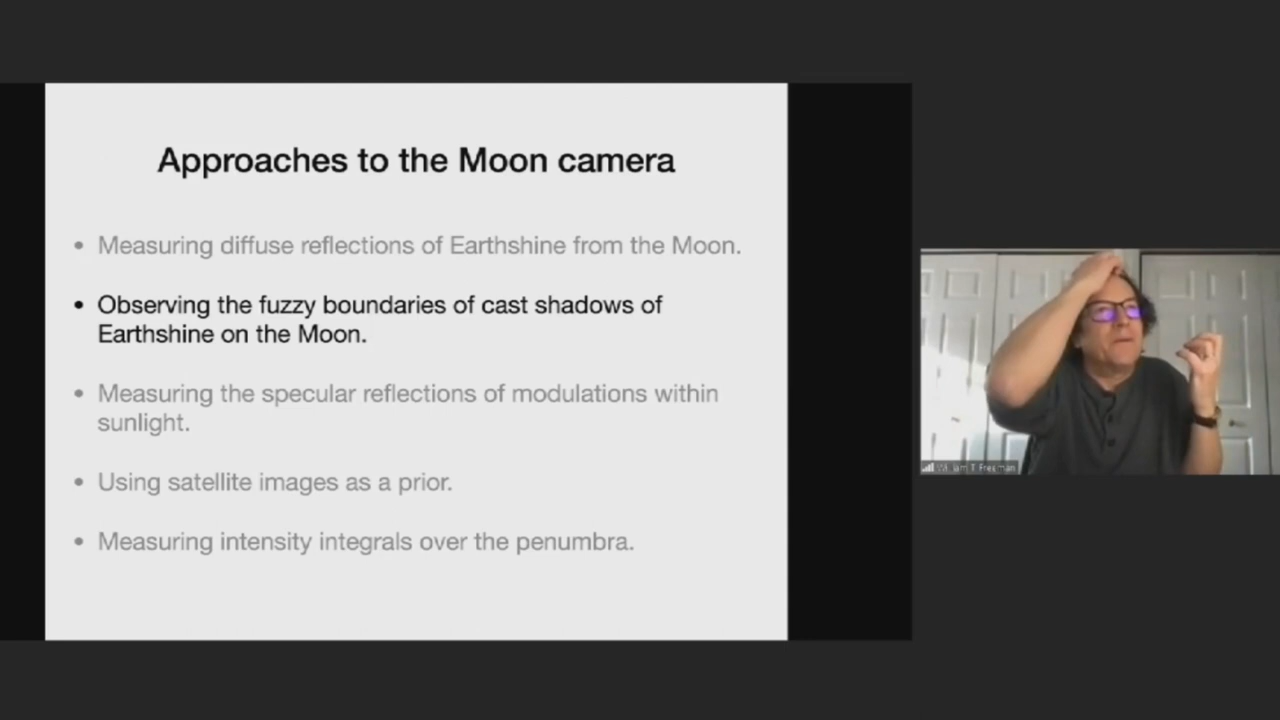 Approaches to the Moon camera
• Measuring diffuse reflections of Earthshine from the Moon.
• Observing the fuzzy boundaries of cast shadows of
Earthshine on the Moon.
• Measuring the specular reflections of modulations within
sunlight.
• Using satellite images as a prior.
• Measuring intensity integrals over the penumbra.
William T Freeman